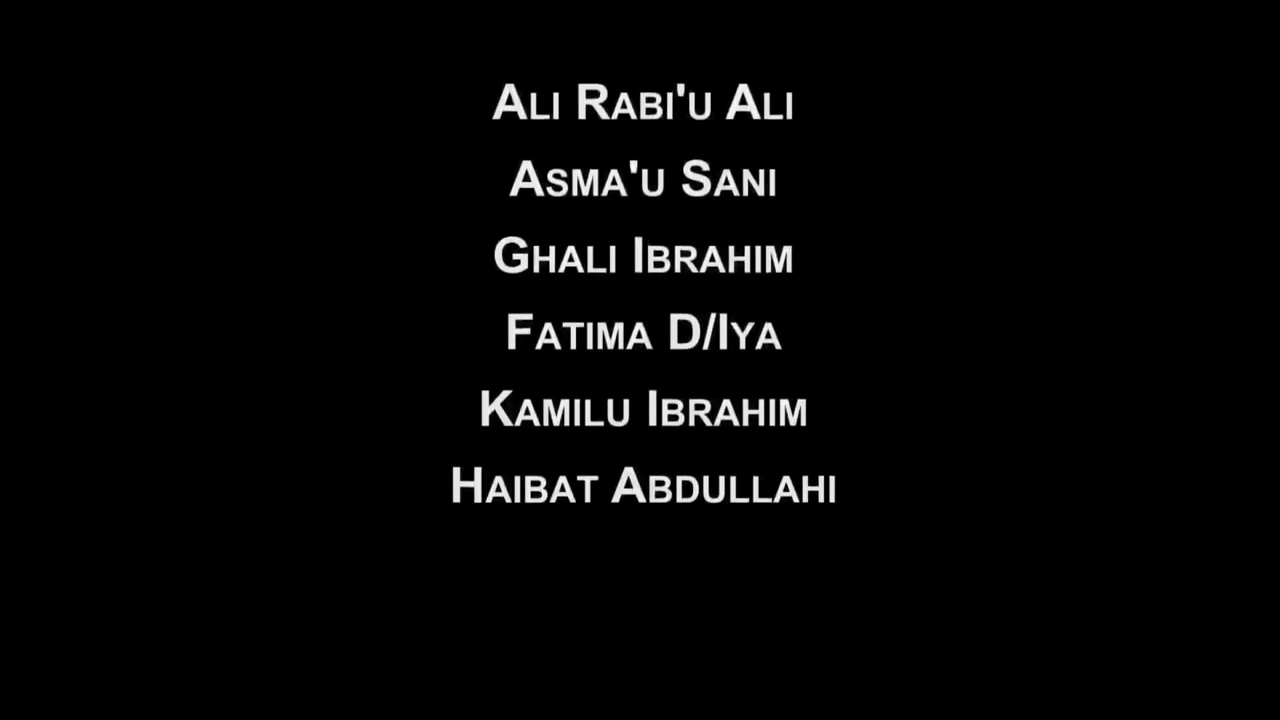 Ali Rabi'u Ali
Asma'u Sani
Ghali Ibrahim
Fatima D/Iya
Kamilu Ibrahim
Haibat Abdullahi